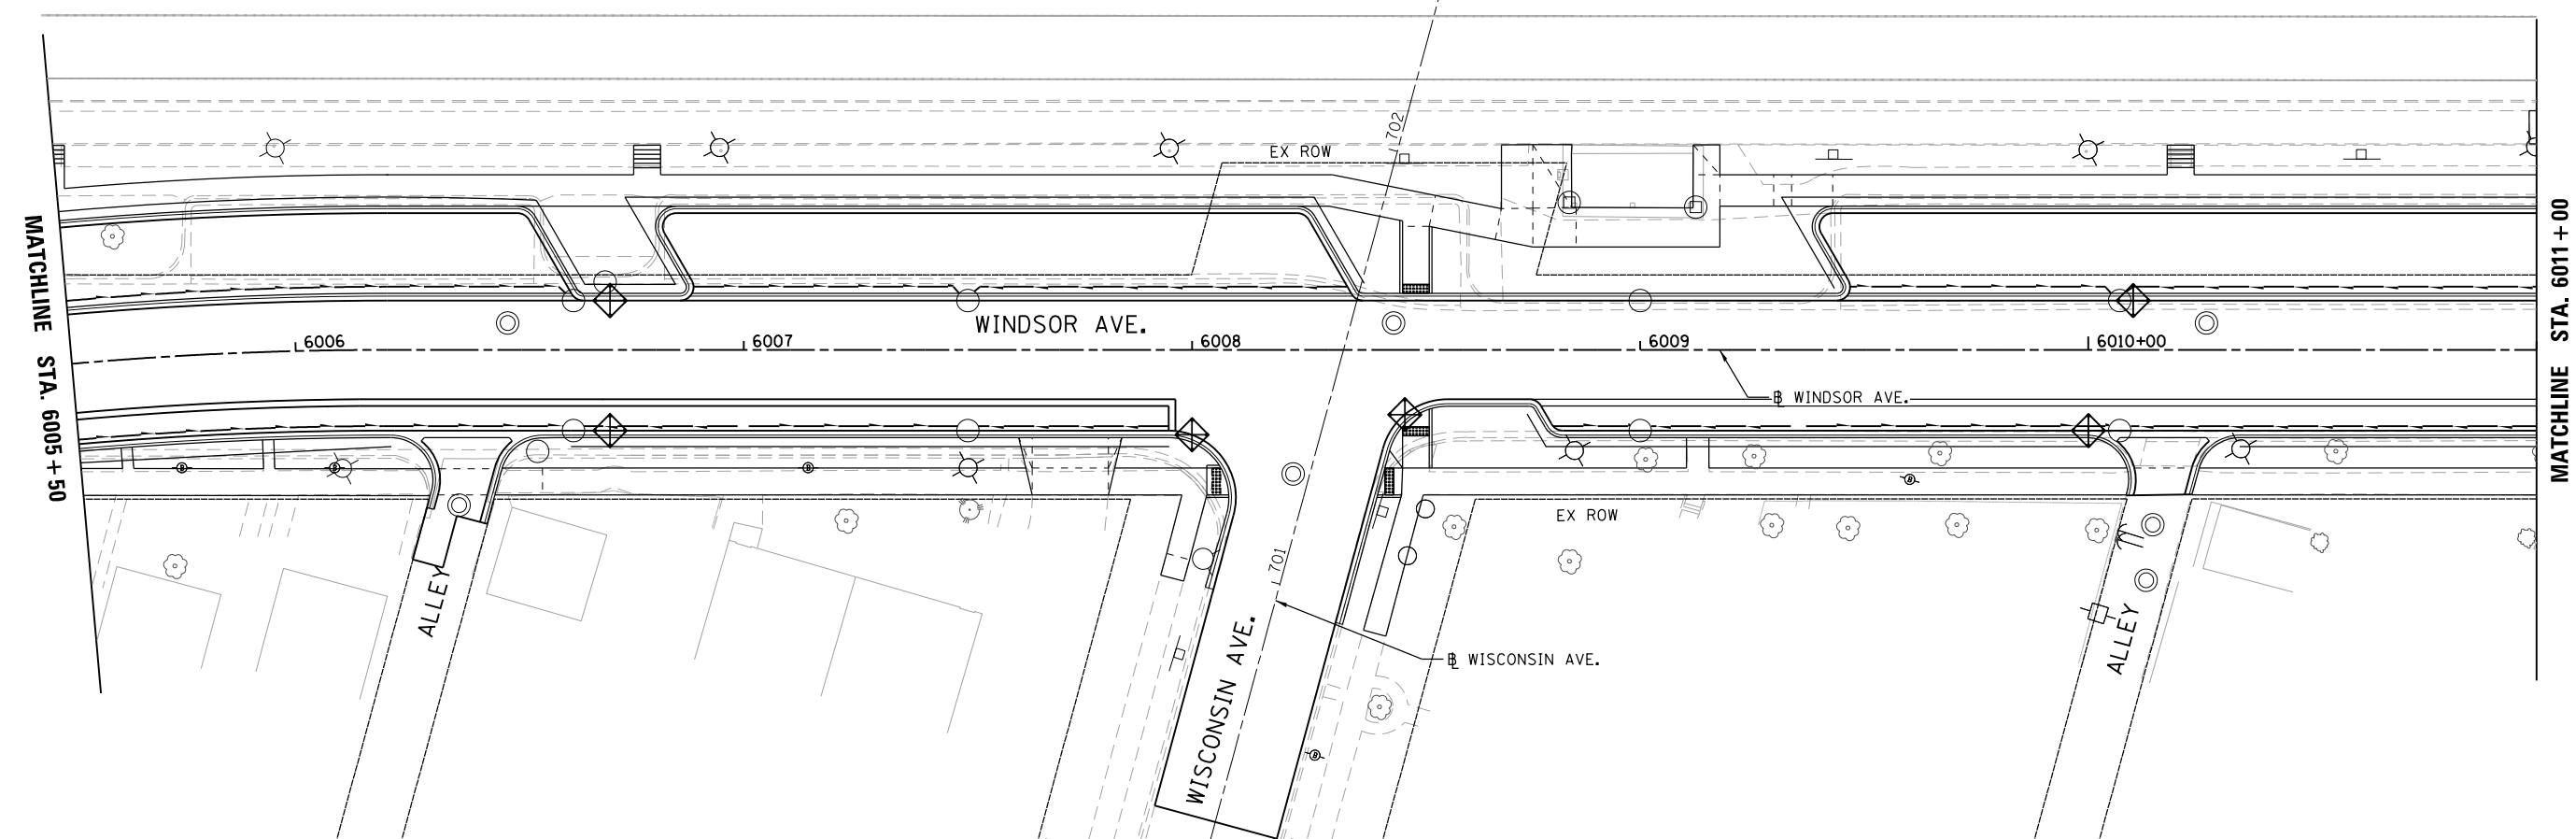 702
EX ROW
MATCHLINE STA. 6005+50
MATCHLINE STA. 6011+00
WINDSOR AVE.
6006
6007
6008
6009
6010+00
B WINDSOR AVE.
EX ROW
B
B
B
B
701
ALLEY
ALLEY
WISCONSIN AVE.
B WISCONSIN AVE.
B